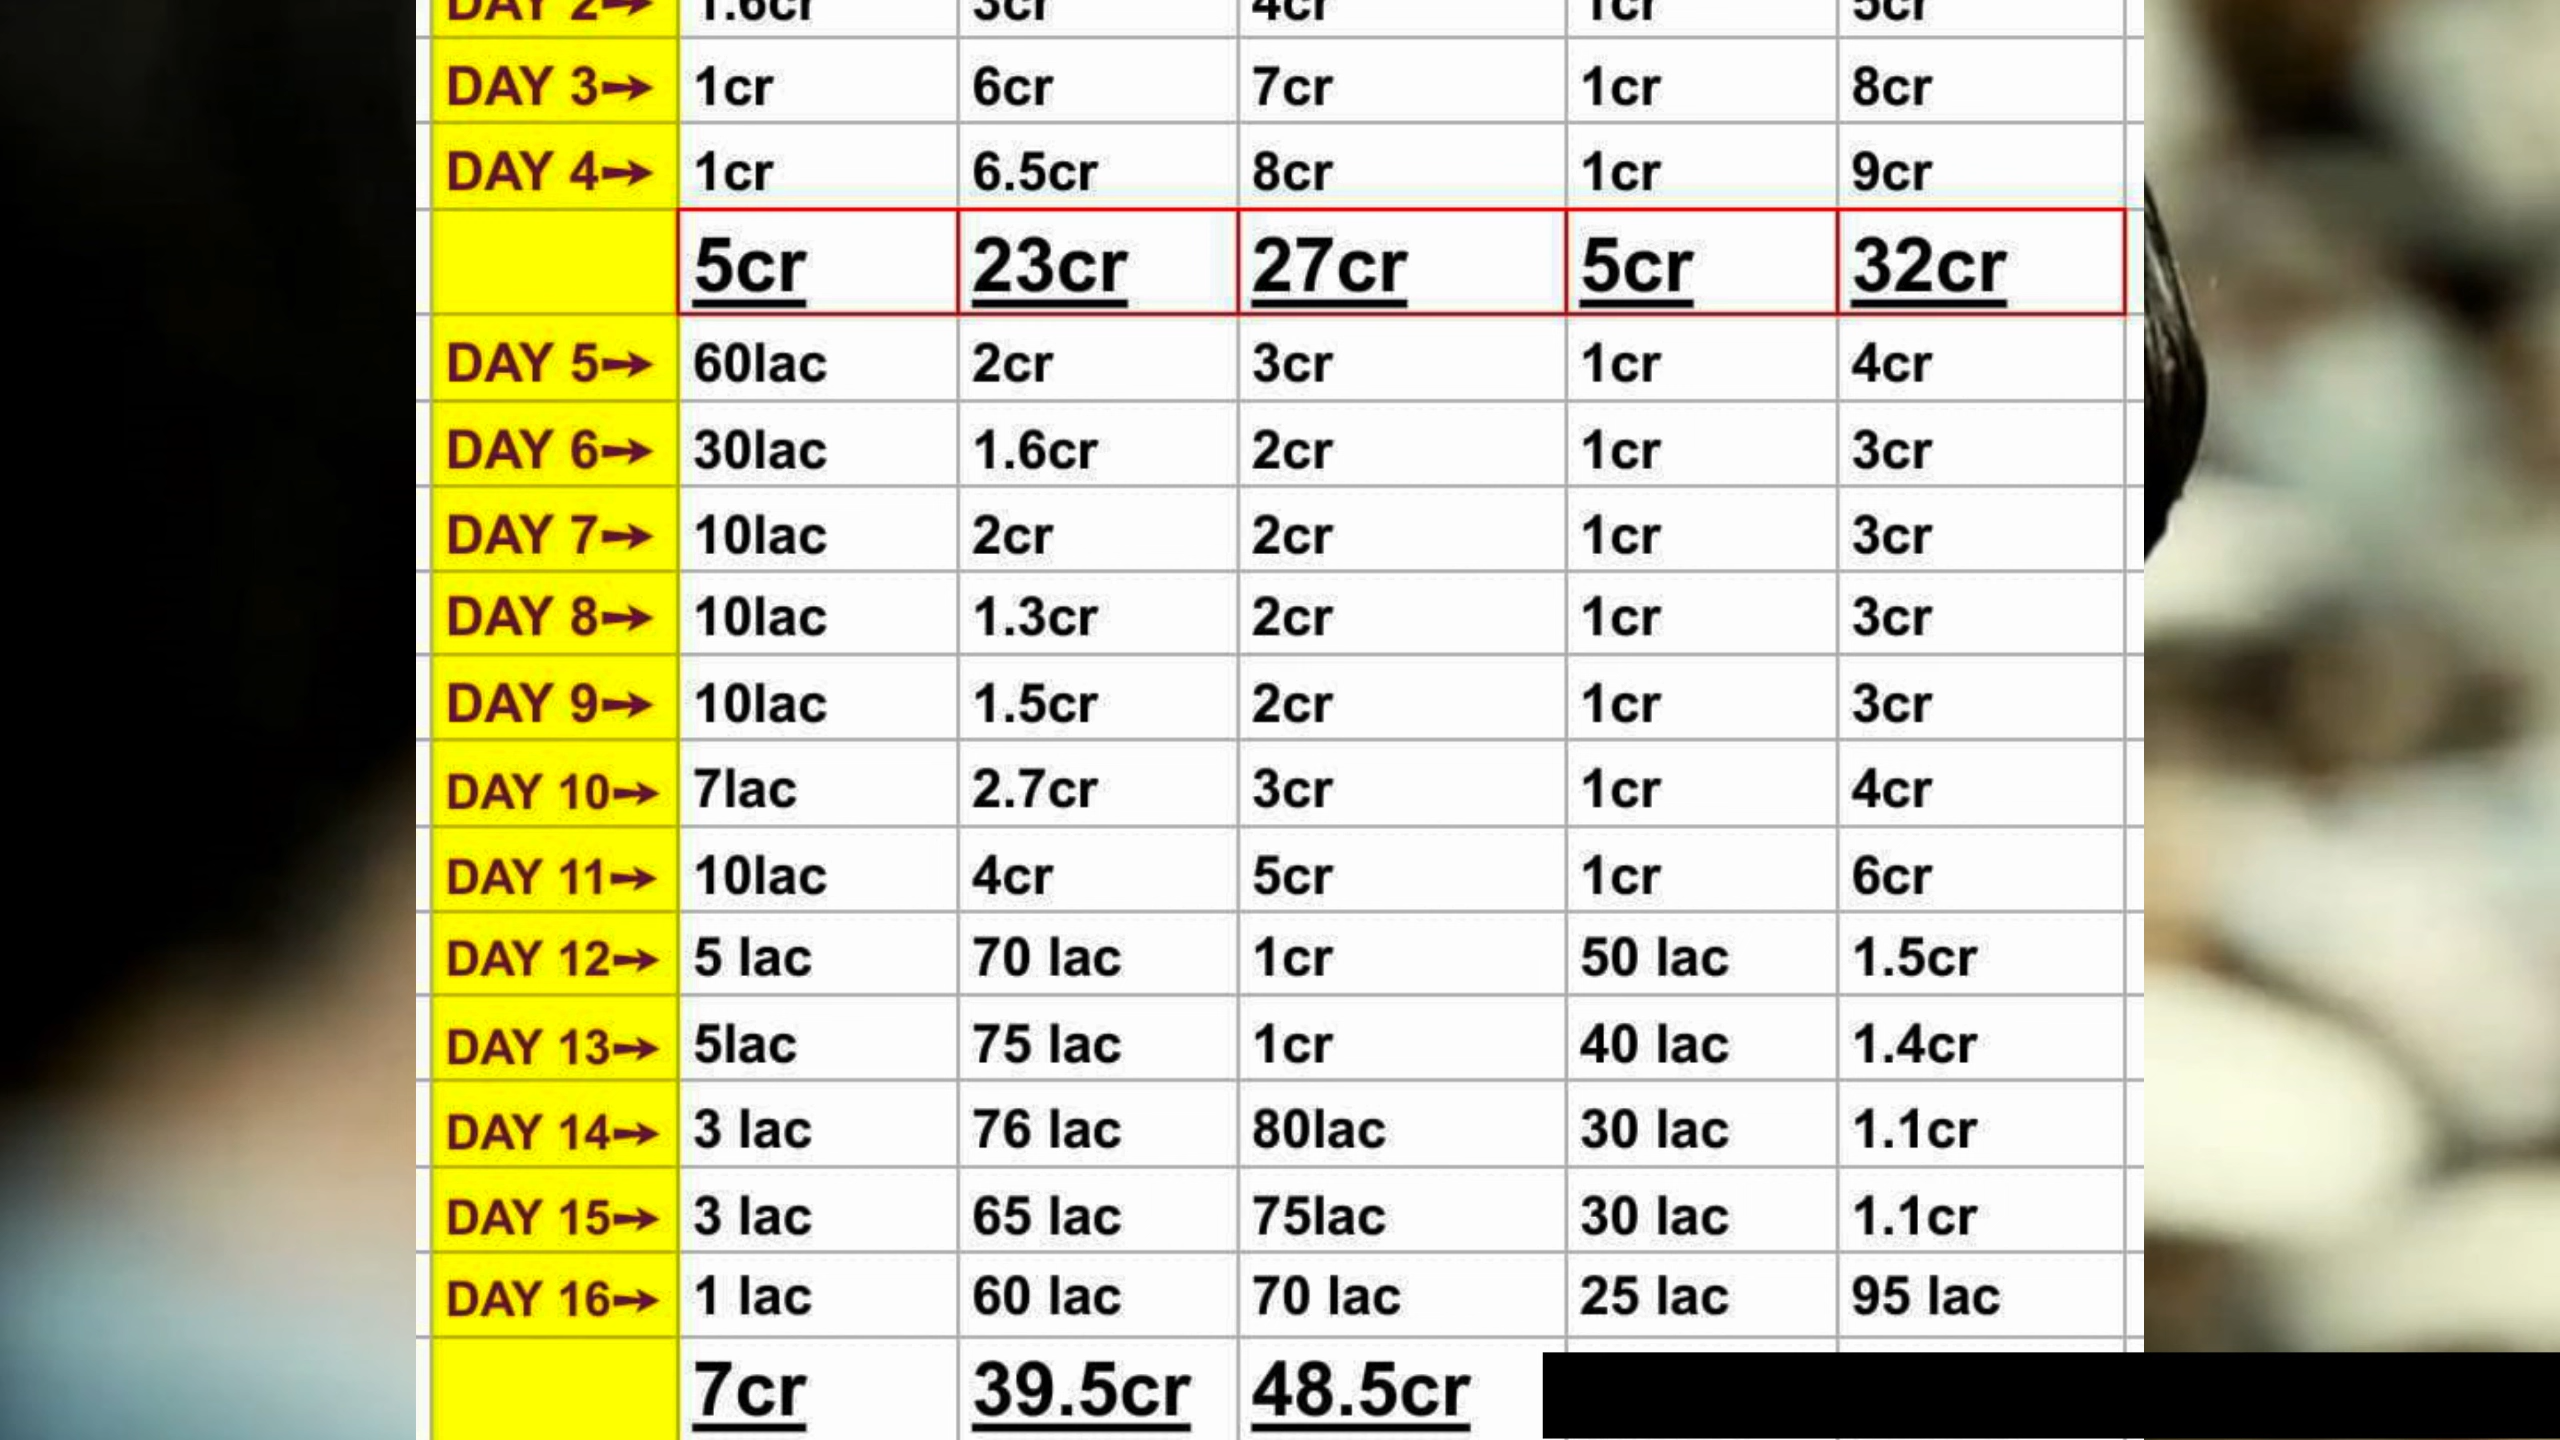 DAY 2→ 1.6cr 3cr 4cr 1cr 5cr
DAY 3→ 1cr 6cr 7cr 1cr 8cr
DAY 4→ 1cr 6.5cr 8cr 1cr 9cr
5cr 23cr 27cr 5cr 32cr
DAY 5→ 60lac 2cr 3cr 1cr 4cr
DAY 6→ 30lac 1.6cr 2cr 1cr 3cr
DAY 7→ 10lac 2cr 2cr 1cr 3cr
DAY 8→ 10lac 1.3cr 2cr 1cr 3cr
DAY 9→ 10lac 1.5cr 2cr 1cr 3cr
DAY 10→ 7lac 2.7cr 3cr 1cr 4cr
DAY 11→ 10lac 4cr 5cr 1cr 6cr
DAY 12→ 5 lac 70 lac 1cr 50 lac 1.5cr
DAY 13→ 5lac 75 lac 1cr 40 lac 1.4cr
DAY 14→ 3 lac 76 lac 80lac 30 lac 1.1cr
DAY 15→ 3 lac 65 lac 75lac 30 lac 1.1cr
DAY 16→ 1 lac 60 lac 70 lac 25 lac 95 lac
7cr 39.5cr 48.5cr